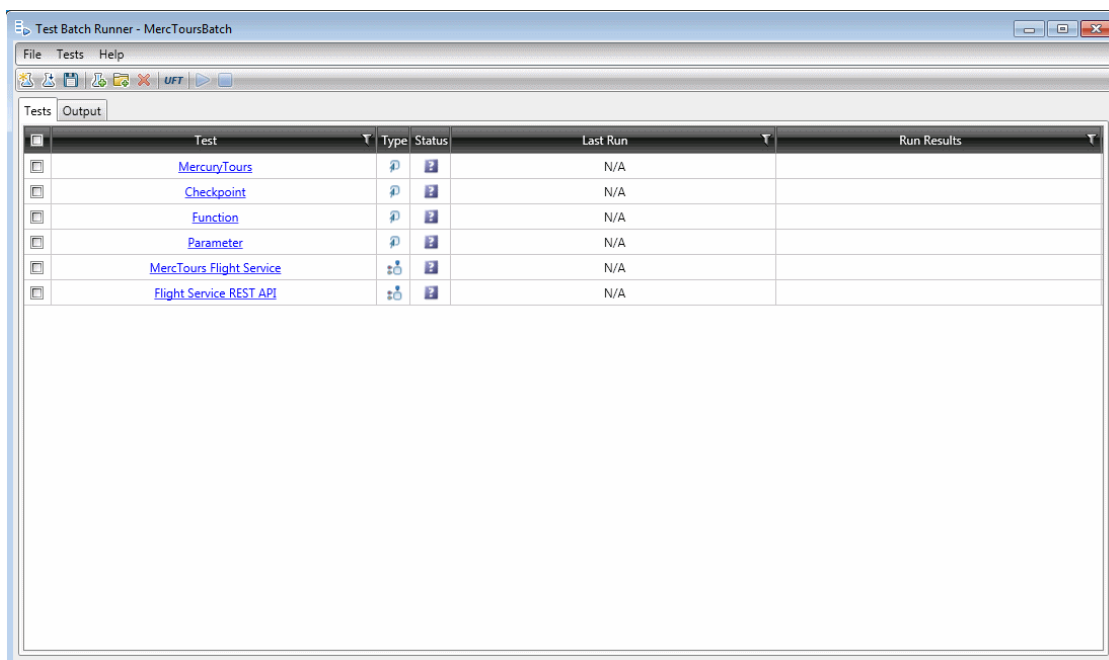 Test Batch Runner - MercToursBatch
File Tests Help
UFT
Tests Output
Test Type Status Last Run Run Results
MercuryTours ? N/A
Checkpoint ? N/A
Function ? N/A
Parameter ? N/A
MercTours Flight Service ? N/A
Flight Service REST API ? N/A